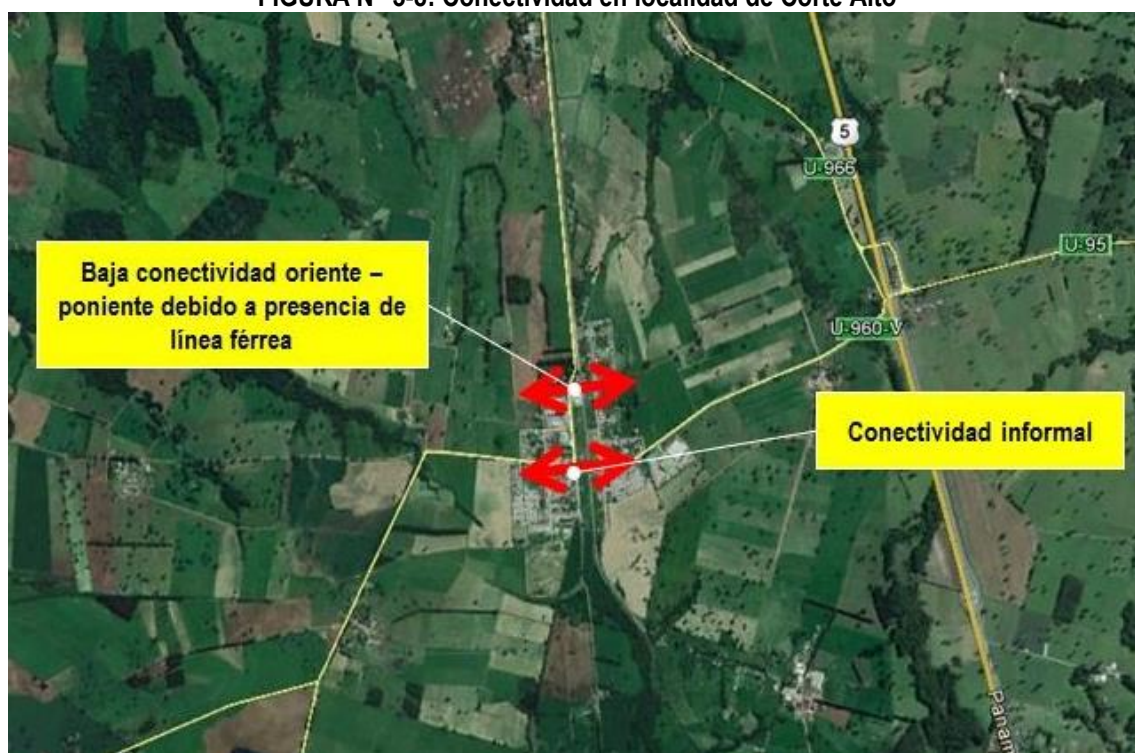 5
U-966
U-95
Baja conectividad oriente –
poniente debido a presencia de
línea férrea
U-960-V
Conectividad informal